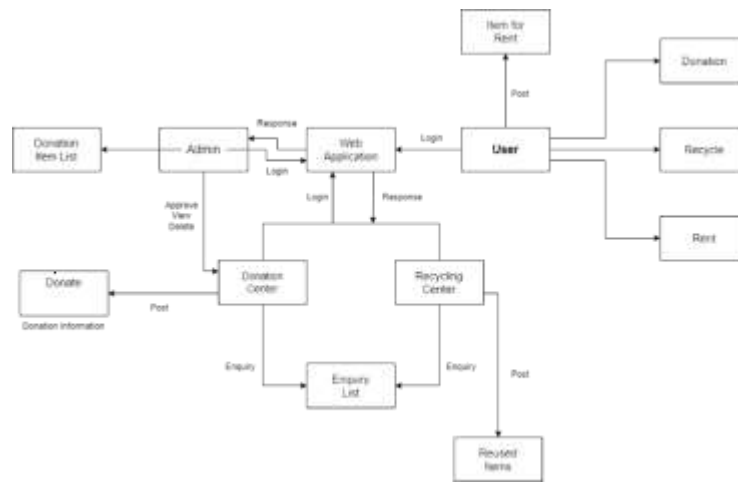 Item for
Rent
Donation
Post
Response
Login
Donation
Item List
Admin
Web
Application
User
Recycle
Login
Login
Response
Approve
View
Delete
Rent
Donate
Donation
Center
Recycling
Center
Post
Donation Information
Enquiry
Enquiry
Enquiry
List
Post
Reused
Items